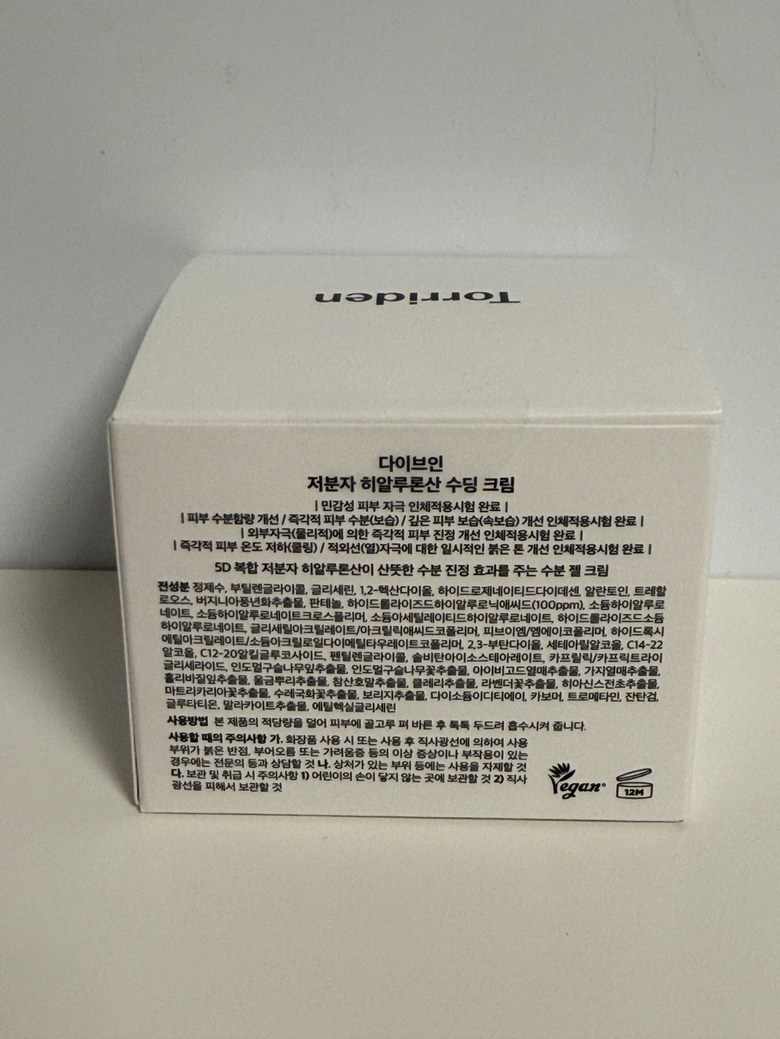 Torriden
다이브인
저분자 히알루론산 수딩 크림
| 민감성 피부 자극 인체적용시험 완료 |
| 피부 수분함량 개선 / 즉각적 피부 수분(보습) / 깊은 피부 보습(속보습) 개선 인체적용시험 완료 |
| 외부자극(물리적)에 의한 즉각적 피부 진정 개선 인체적용시험 완료 |
| 즉각적 피부 온도 저하(쿨링) / 적외선(열)자극에 대한 일시적인 붉은 톤 개선 인체적용시험 완료 |
5D 복합 저분자 히알루론산이 산뜻한 수분 진정 효과를 주는 수분 젤 크림
전성분 정제수, 부틸렌글라이콜, 글리세린, 1,2-헥산다이올, 하이드로제네이티드다이데센, 알란토인, 트레할
로오스, 버지니아풍년화추출물, 판테놀, 하이드롤라이즈드하이알루로닉애씨드(100ppm), 소듐하이알루로
네이트, 소듐하이알루로네이트크로스폴리머, 소듐아세틸레이티드하이알루로네이트, 하이드롤라이즈드소듐
하이알루로네이트, 글리세릴아크릴레이트/아크릴릭애씨드코폴리머, 피브이엠/엠에이코폴리머, 하이드록시
에틸아크릴레이트/소듐아크릴로일다이메틸타우레이트코폴리머, 2,3-부탄다이올, 세테아릴알코올, C14-22
알코올, C12-20알킬글루코사이드, 펜틸렌글라이콜, 솔비탄아이소스테아레이트, 카프릴릭/카프릭트라이
글리세라이드, 인도멀구슬나무잎추출물, 인도멀구슬나무꽃추출물, 아이비고드열매추출물, 가지열매추출물,
홀리바질잎추출물, 울금뿌리추출물, 참산호말추출물, 클레리추출물, 라벤더꽃추출물, 히아신스전초추출물,
마트리카리아꽃추출물, 수레국화꽃추출물, 보리지추출물, 다이소듐이디티에이, 카보머, 트로메타민, 잔탄검,
글루타티온, 말라카이트추출물, 에틸헥실글리세린
사용방법 본 제품의 적당량을 덜어 피부에 골고루 펴 바른 후 톡톡 두드려 흡수시켜 줍니다.
사용할 때의 주의사항 가. 화장품 사용 시 또는 사용 후 직사광선에 의하여 사용
부위가 붉은 반점, 부어오름 또는 가려움증 등의 이상 증상이나 부작용이 있는
경우에는 전문의 등과 상담할 것 나. 상처가 있는 부위 등에는 사용을 자제할 것
다. 보관 및 취급 시 주의사항 1) 어린이의 손이 닿지 않는 곳에 보관할 것 2) 직사
광선을 피해서 보관할 것
Vegan
12M